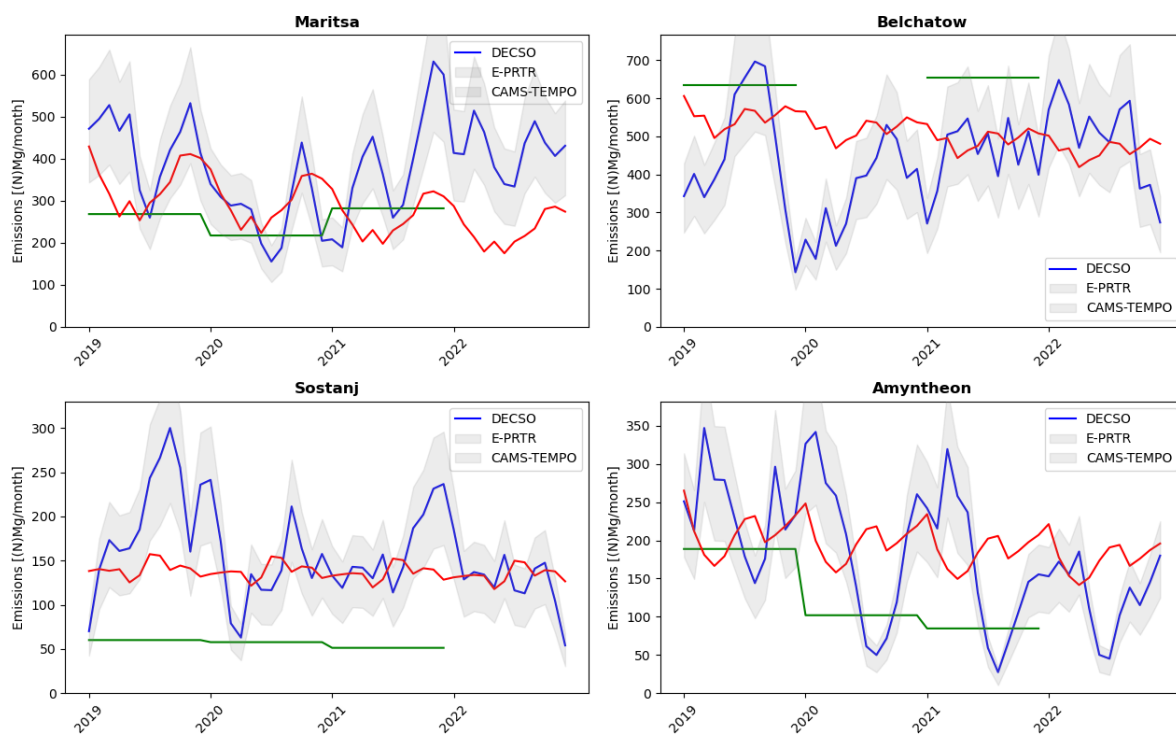 Maritsa
Emissions [(N)Mg/month]
600
500
400
300
200
100
0
2019
2020
2021
2022
DECSO
E-PRTR
CAMS-TEMPO
Belchatow
Emissions [(N)Mg/month]
700
600
500
400
300
200
100
0
2019
2020
2021
2022
DECSO
E-PRTR
CAMS-TEMPO
Sostanj
Emissions [(N)Mg/month]
300
250
200
150
100
50
0
2019
2020
2021
2022
DECSO
E-PRTR
CAMS-TEMPO
Amyntheon
Emissions [(N)Mg/month]
350
300
250
200
150
100
50
0
2019
2020
2021
2022
DECSO
E-PRTR
CAMS-TEMPO